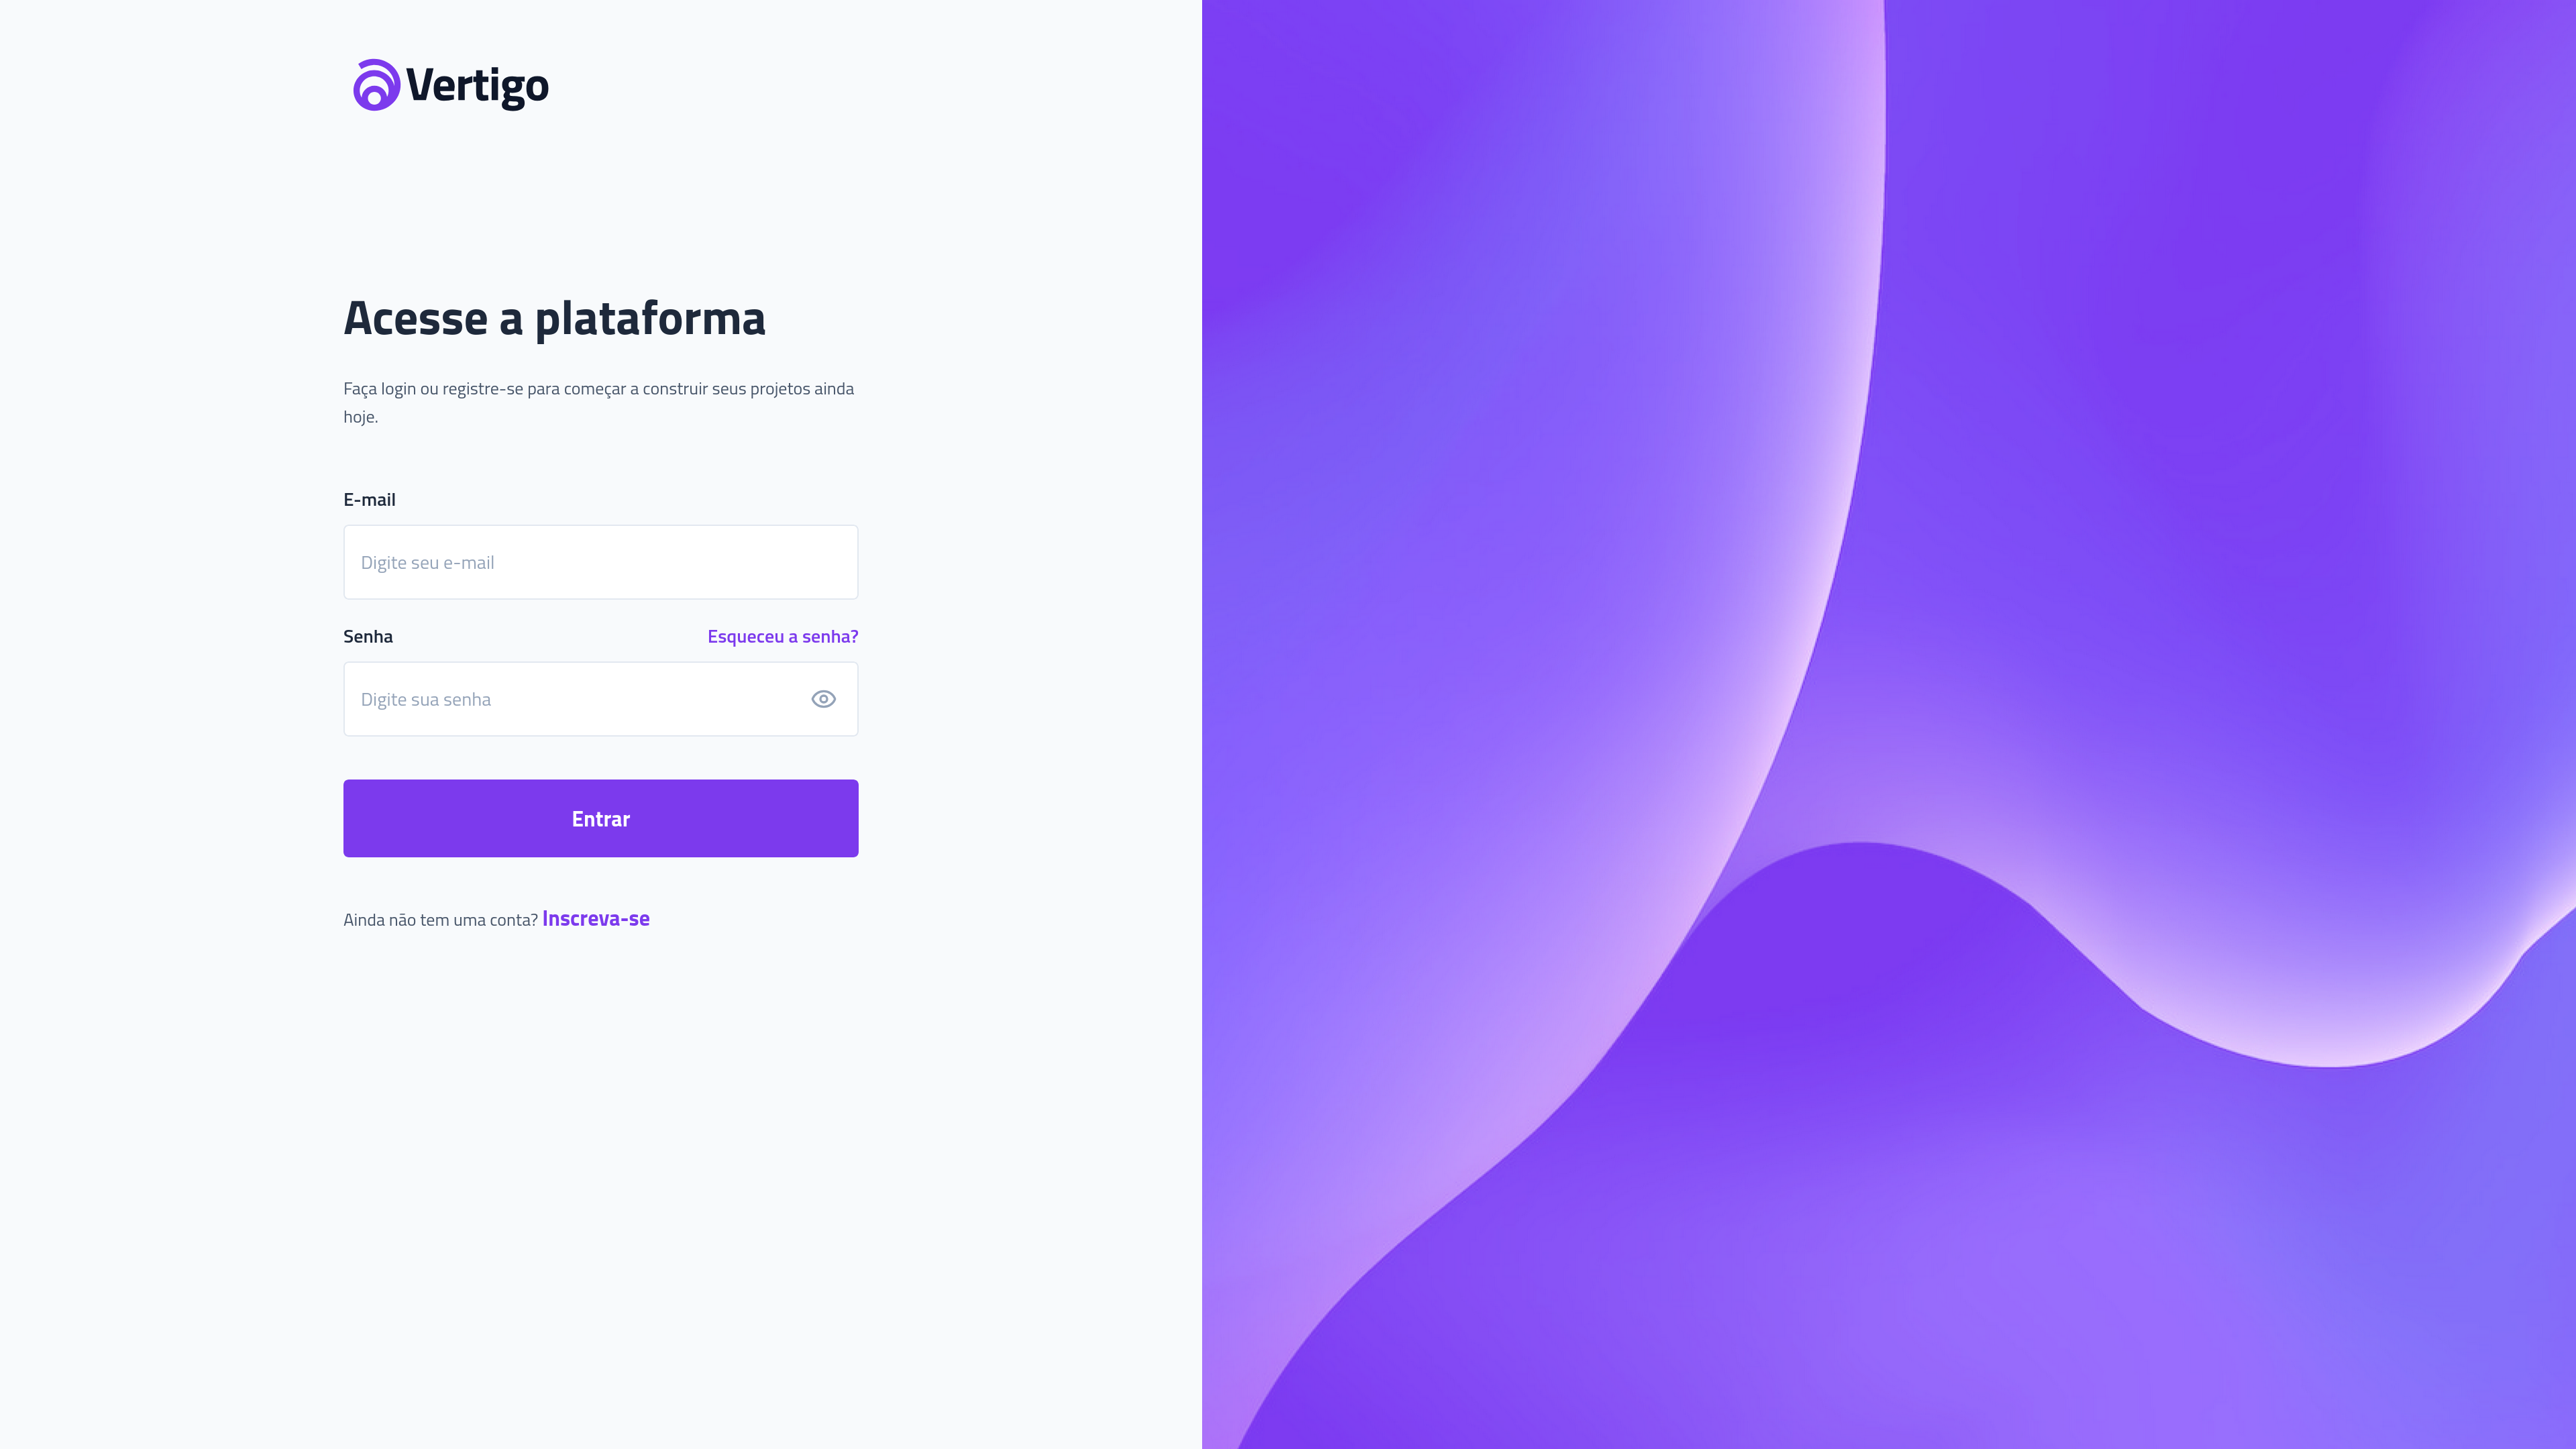 Vertigo
Acesse a plataforma
Faça login ou registre-se para começar a construir seus projetos ainda
hoje.
E-mail
Digite seu e-mail
Senha
Esqueceu a senha?
Digite sua senha
Entrar
Ainda não tem uma conta? Inscreva-se